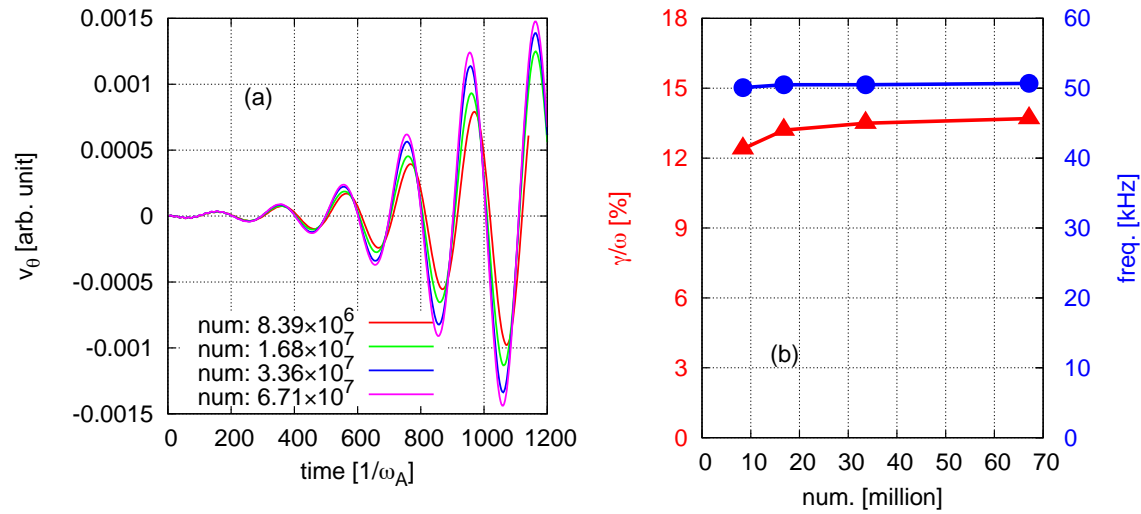 0.0015
0.001
0.0005
0
-0.0005
-0.001
-0.0015
v_θ [arb. unit]
(a)
num: 8.39×10^6
num: 1.68×10^7
num: 3.36×10^7
num: 6.71×10^7
0 200 400 600 800 1000 1200
time [1/ω_A]
18
15
12
9
6
3
0
γ/ω [%]
(b)
60
50
40
30
20
10
0
freq. [kHz]
0 10 20 30 40 50 60 70
num. [million]